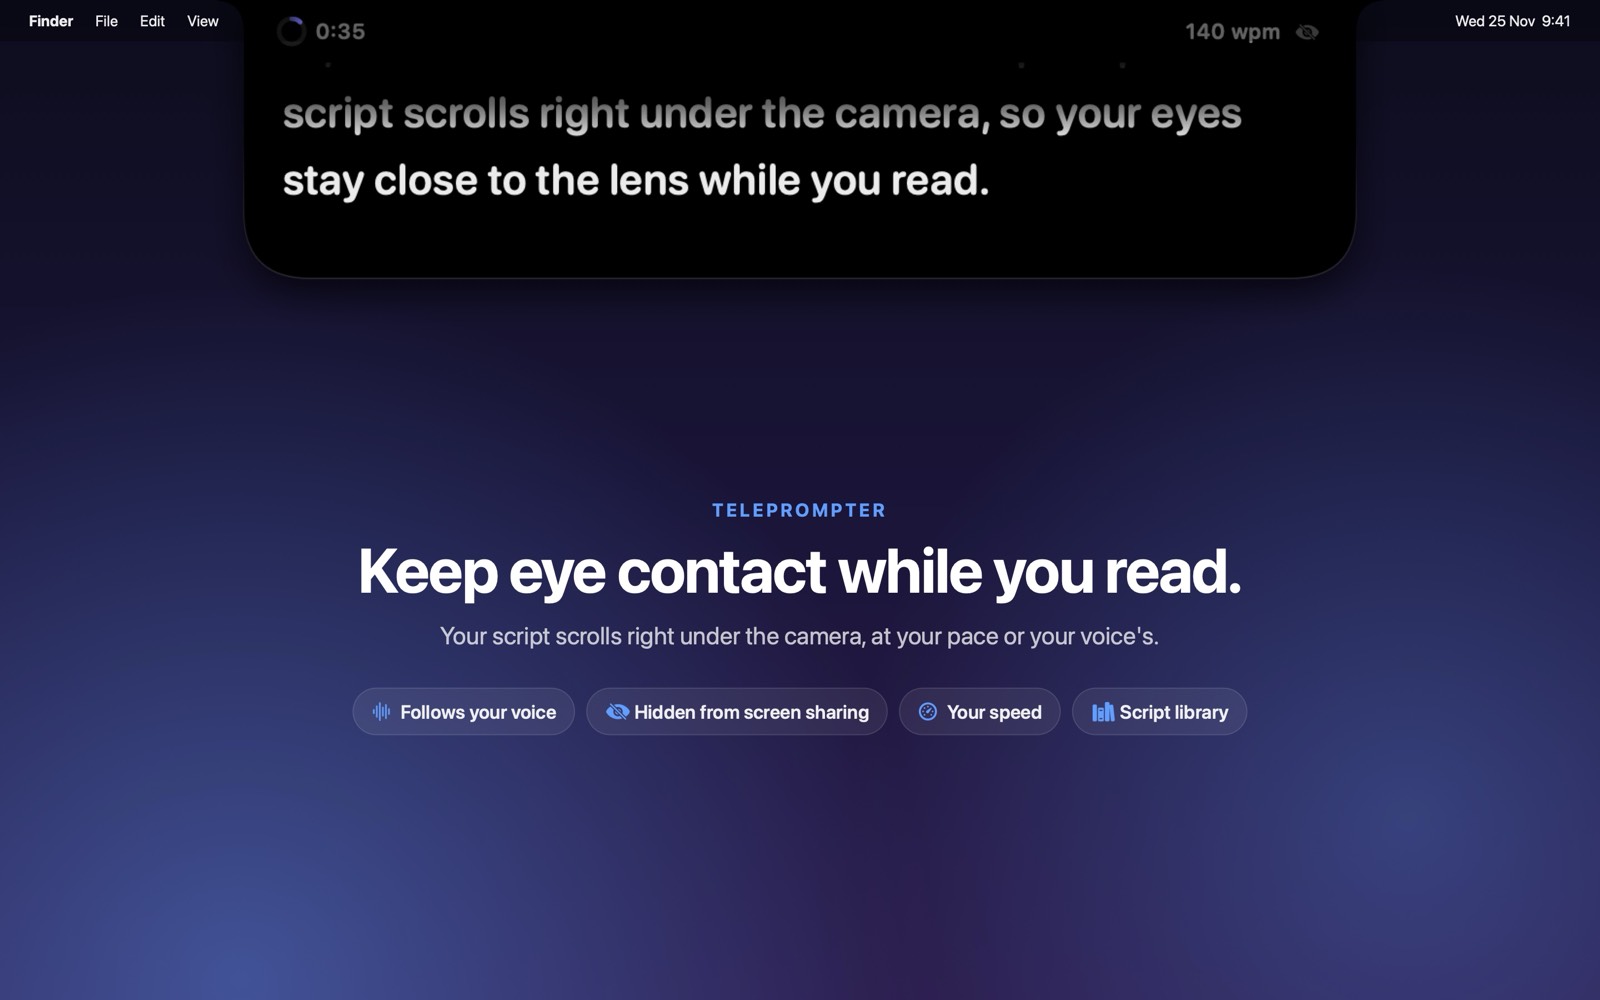 Finder File Edit View
Wed 25 Nov 9:41
0:35
140 wpm
script scrolls right under the camera, so your eyes
stay close to the lens while you read.
TELEPROMPTER
Keep eye contact while you read.
Your script scrolls right under the camera, at your pace or your voice's.
Follows your voice
Hidden from screen sharing
Your speed
Script library